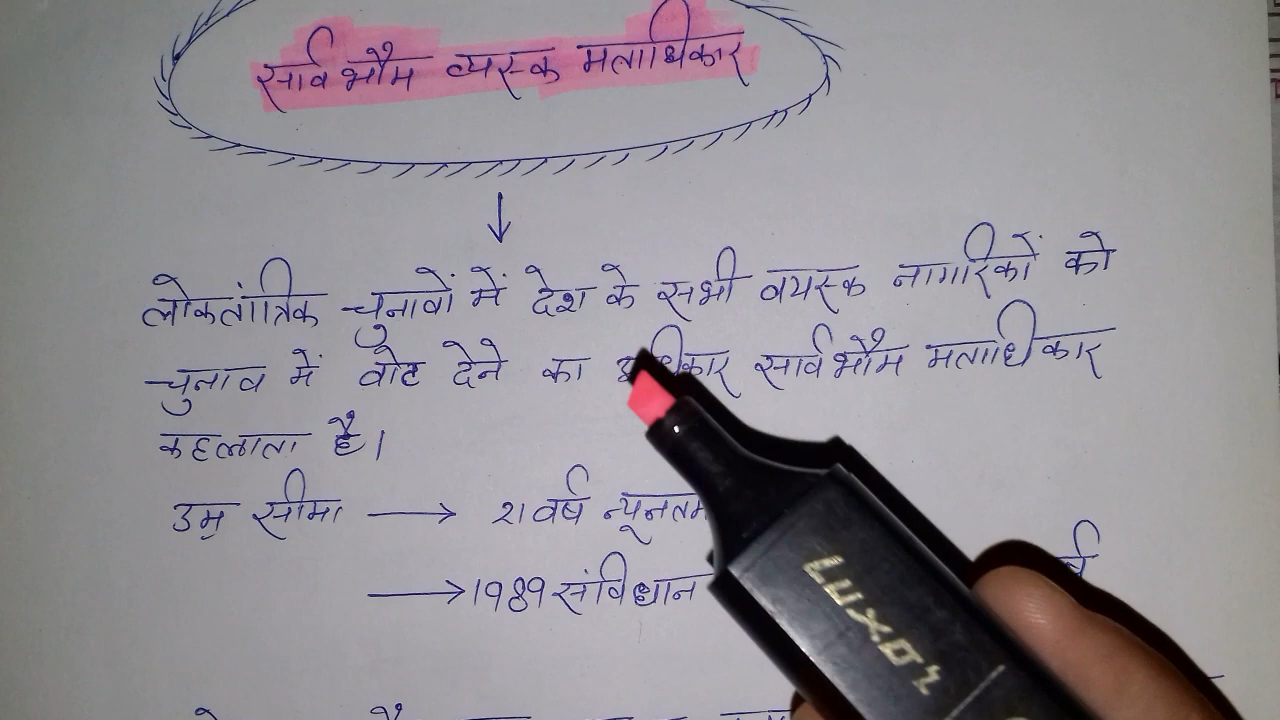 सार्वभौम व्यस्क मताधिकार
लोकतांत्रिक चुनावों में देश के सभी वयस्क नागरिकों को
चुनाव में वोट देने का अधिकार सार्वभौम मताधिकार
कहलाता है।
उम्र सीमा → 21 वर्ष न्यूनतम
→ 1989 संविधान
LUXOR